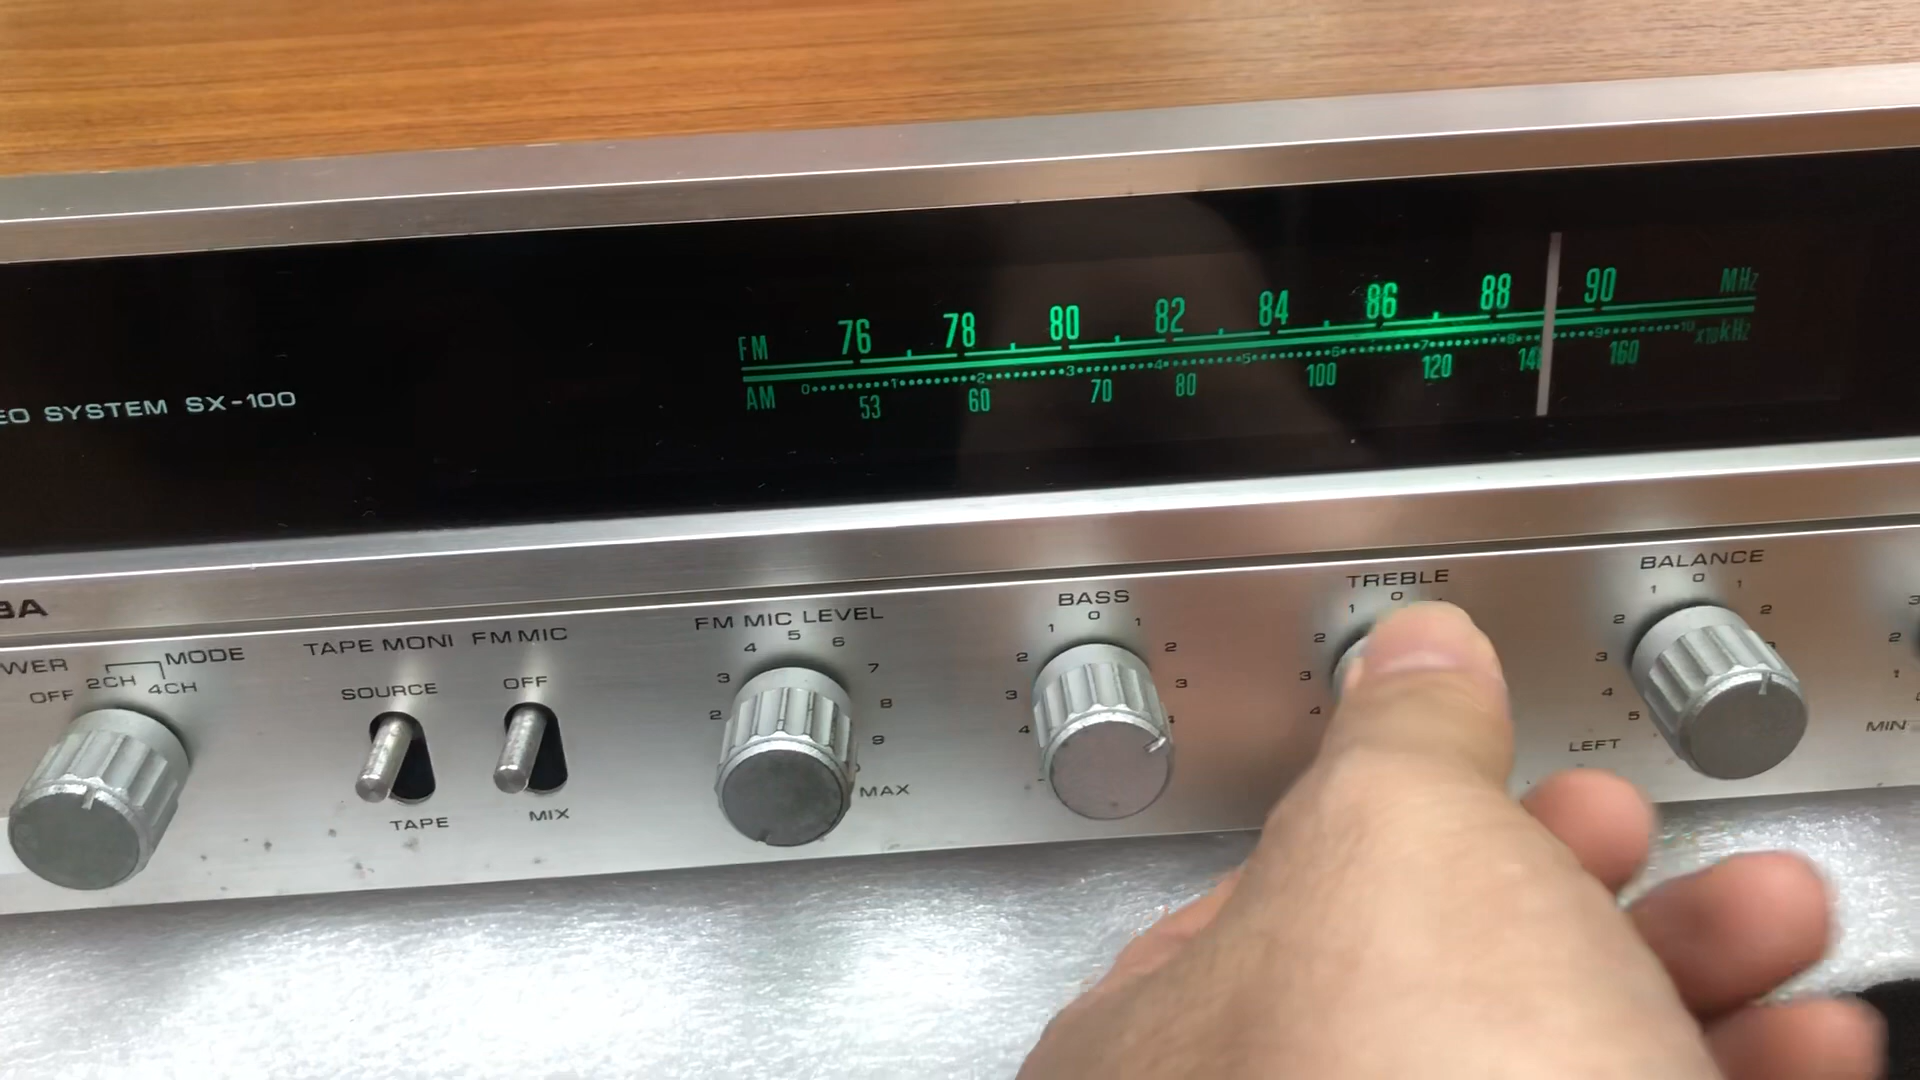 FM 76 78 80 82 84 86 88 90 MHz
0 1 2 3 4 5 6 7 8 9 10 x10kHz
AM 53 60 70 80 100 120 160
SYSTEM SX-100
TREBLE
1 0
2
3
4
BALANCE
1 0 1
2 2
3 3
4
5
LEFT
BASS
1 0 1
2 2
3 3
4
FM MIC LEVEL
4 5 6
3 7
2 8
9
MAX
TAPE MONI
SOURCE
TAPE
FM MIC
OFF
MIX
MODE
OFF 2CH 4CH
2
1
MIN